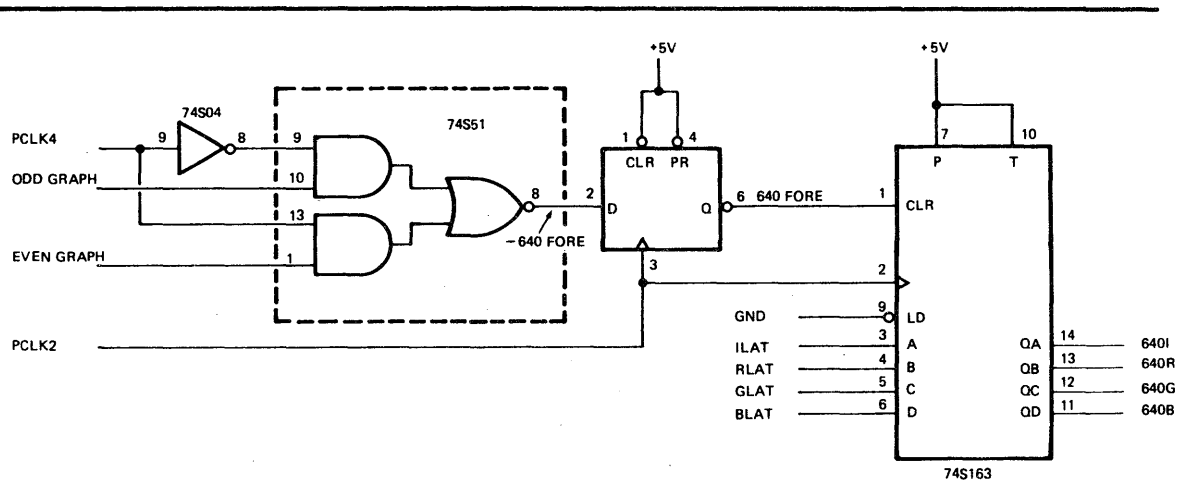 +5V
+5V
74S04
74S51
PCLK4
9
8
9
1
4
7
10
CLR
PR
P
T
ODD GRAPH
10
8
2
D
Q
6
640 FORE
1
CLR
13
−640 FORE
EVEN GRAPH
1
3
2
GND
9
LD
PCLK2
ILAT
3
A
QA
14
640I
RLAT
4
B
QB
13
640R
GLAT
5
C
QC
12
640G
BLAT
6
D
QD
11
640B
74S163